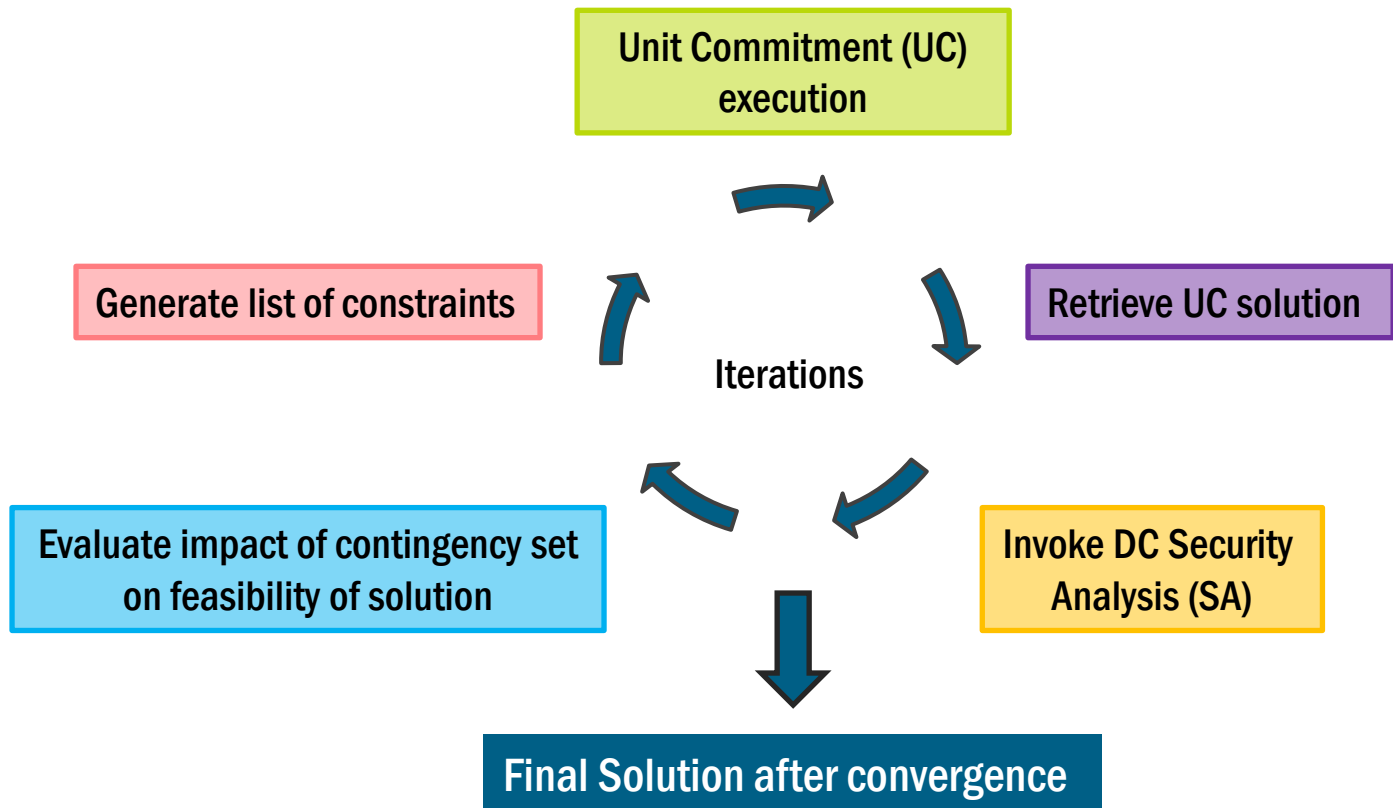 Unit Commitment (UC)
execution
Generate list of constraints
Retrieve UC solution
Iterations
Evaluate impact of contingency set
on feasibility of solution
Invoke DC Security
Analysis (SA)
Final Solution after convergence